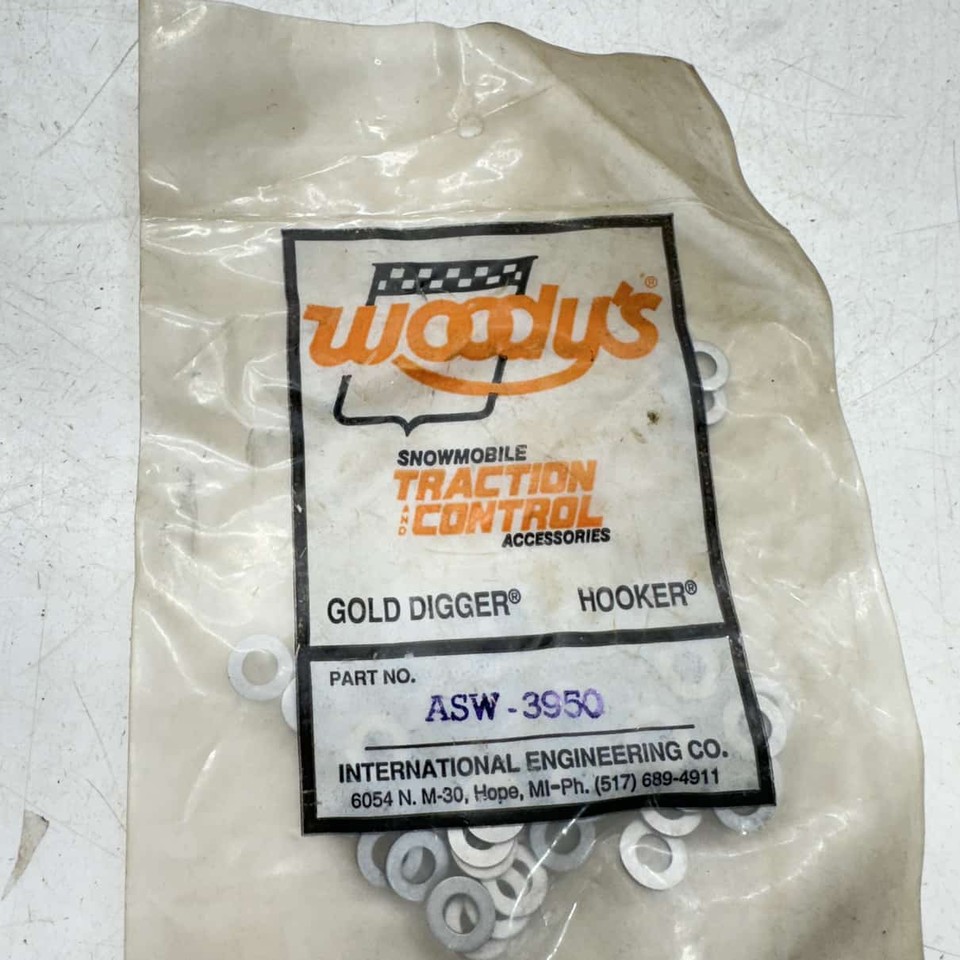 woody's®
SNOWMOBILE
TRACTION
AND CONTROL
ACCESSORIES
GOLD DIGGER® HOOKER®
PART NO.
ASW-3950
INTERNATIONAL ENGINEERING CO.
6054 N. M-30, Hope, MI-Ph. (517) 689-4911